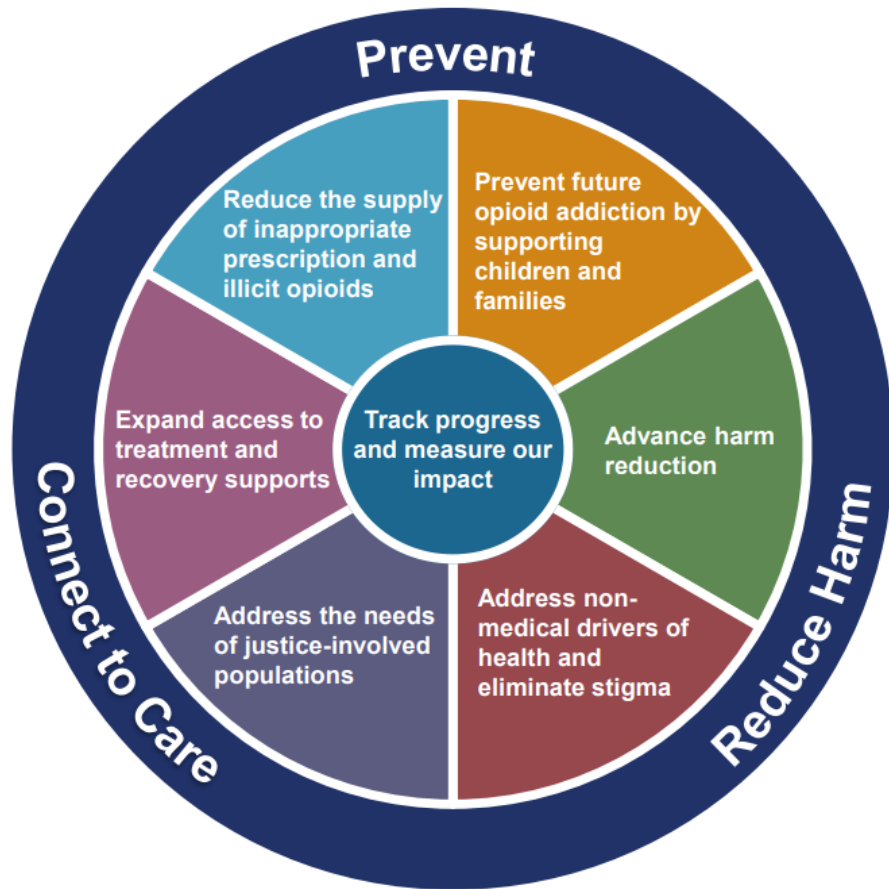 Prevent
Reduce the supply
of inappropriate
prescription and
illicit opioids
Prevent future
opioid addiction by
supporting
children and
families
Expand access to
treatment and
recovery supports
Track progress
and measure our
impact
Advance harm
reduction
Address the needs
of justice-involved
populations
Address non-
medical drivers of
health and
eliminate stigma
Connect to Care
Reduce Harm